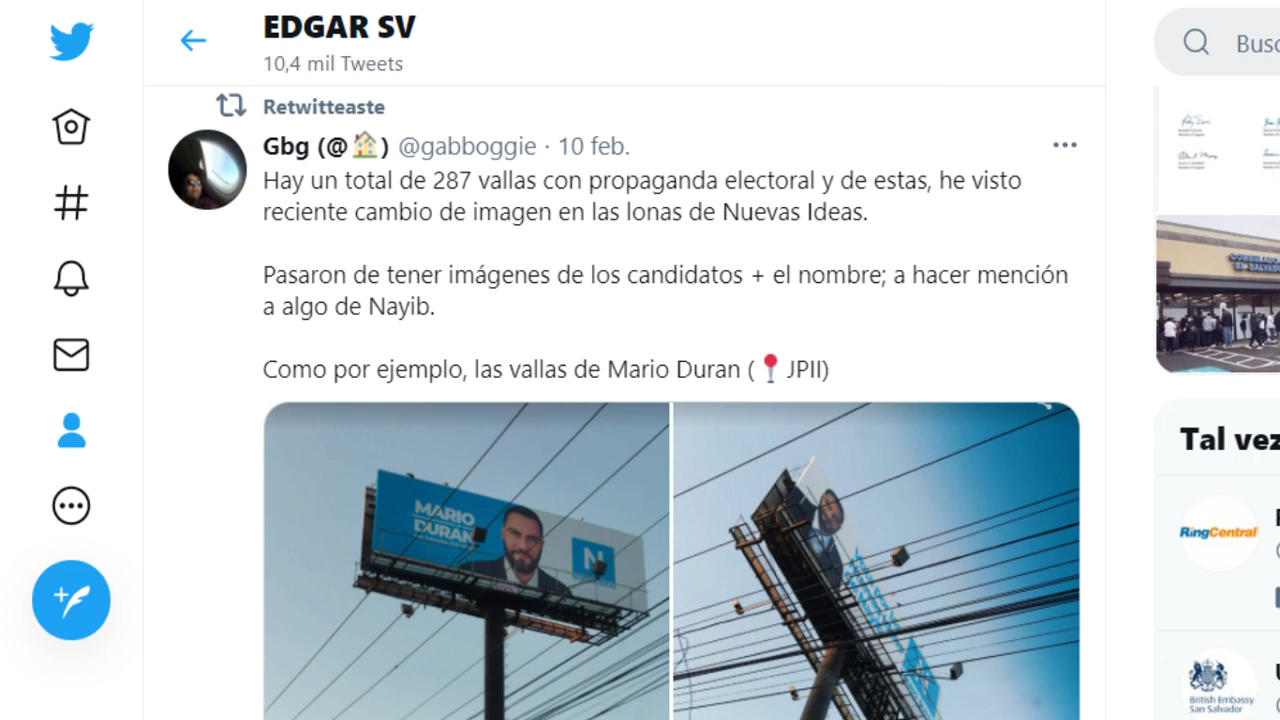 EDGAR SV
10,4 mil Tweets
Busc
Retwitteaste
Gbg (@🏠) @gabboggie · 10 feb.
Hay un total de 287 vallas con propaganda electoral y de estas, he visto
reciente cambio de imagen en las lonas de Nuevas Ideas.
Pasaron de tener imágenes de los candidatos + el nombre; a hacer mención
a algo de Nayib.
Como por ejemplo, las vallas de Mario Duran (📍JPII)
MARIO
DURÁN
N
Tal vez
RingCentral
British Embassy
San Salvador